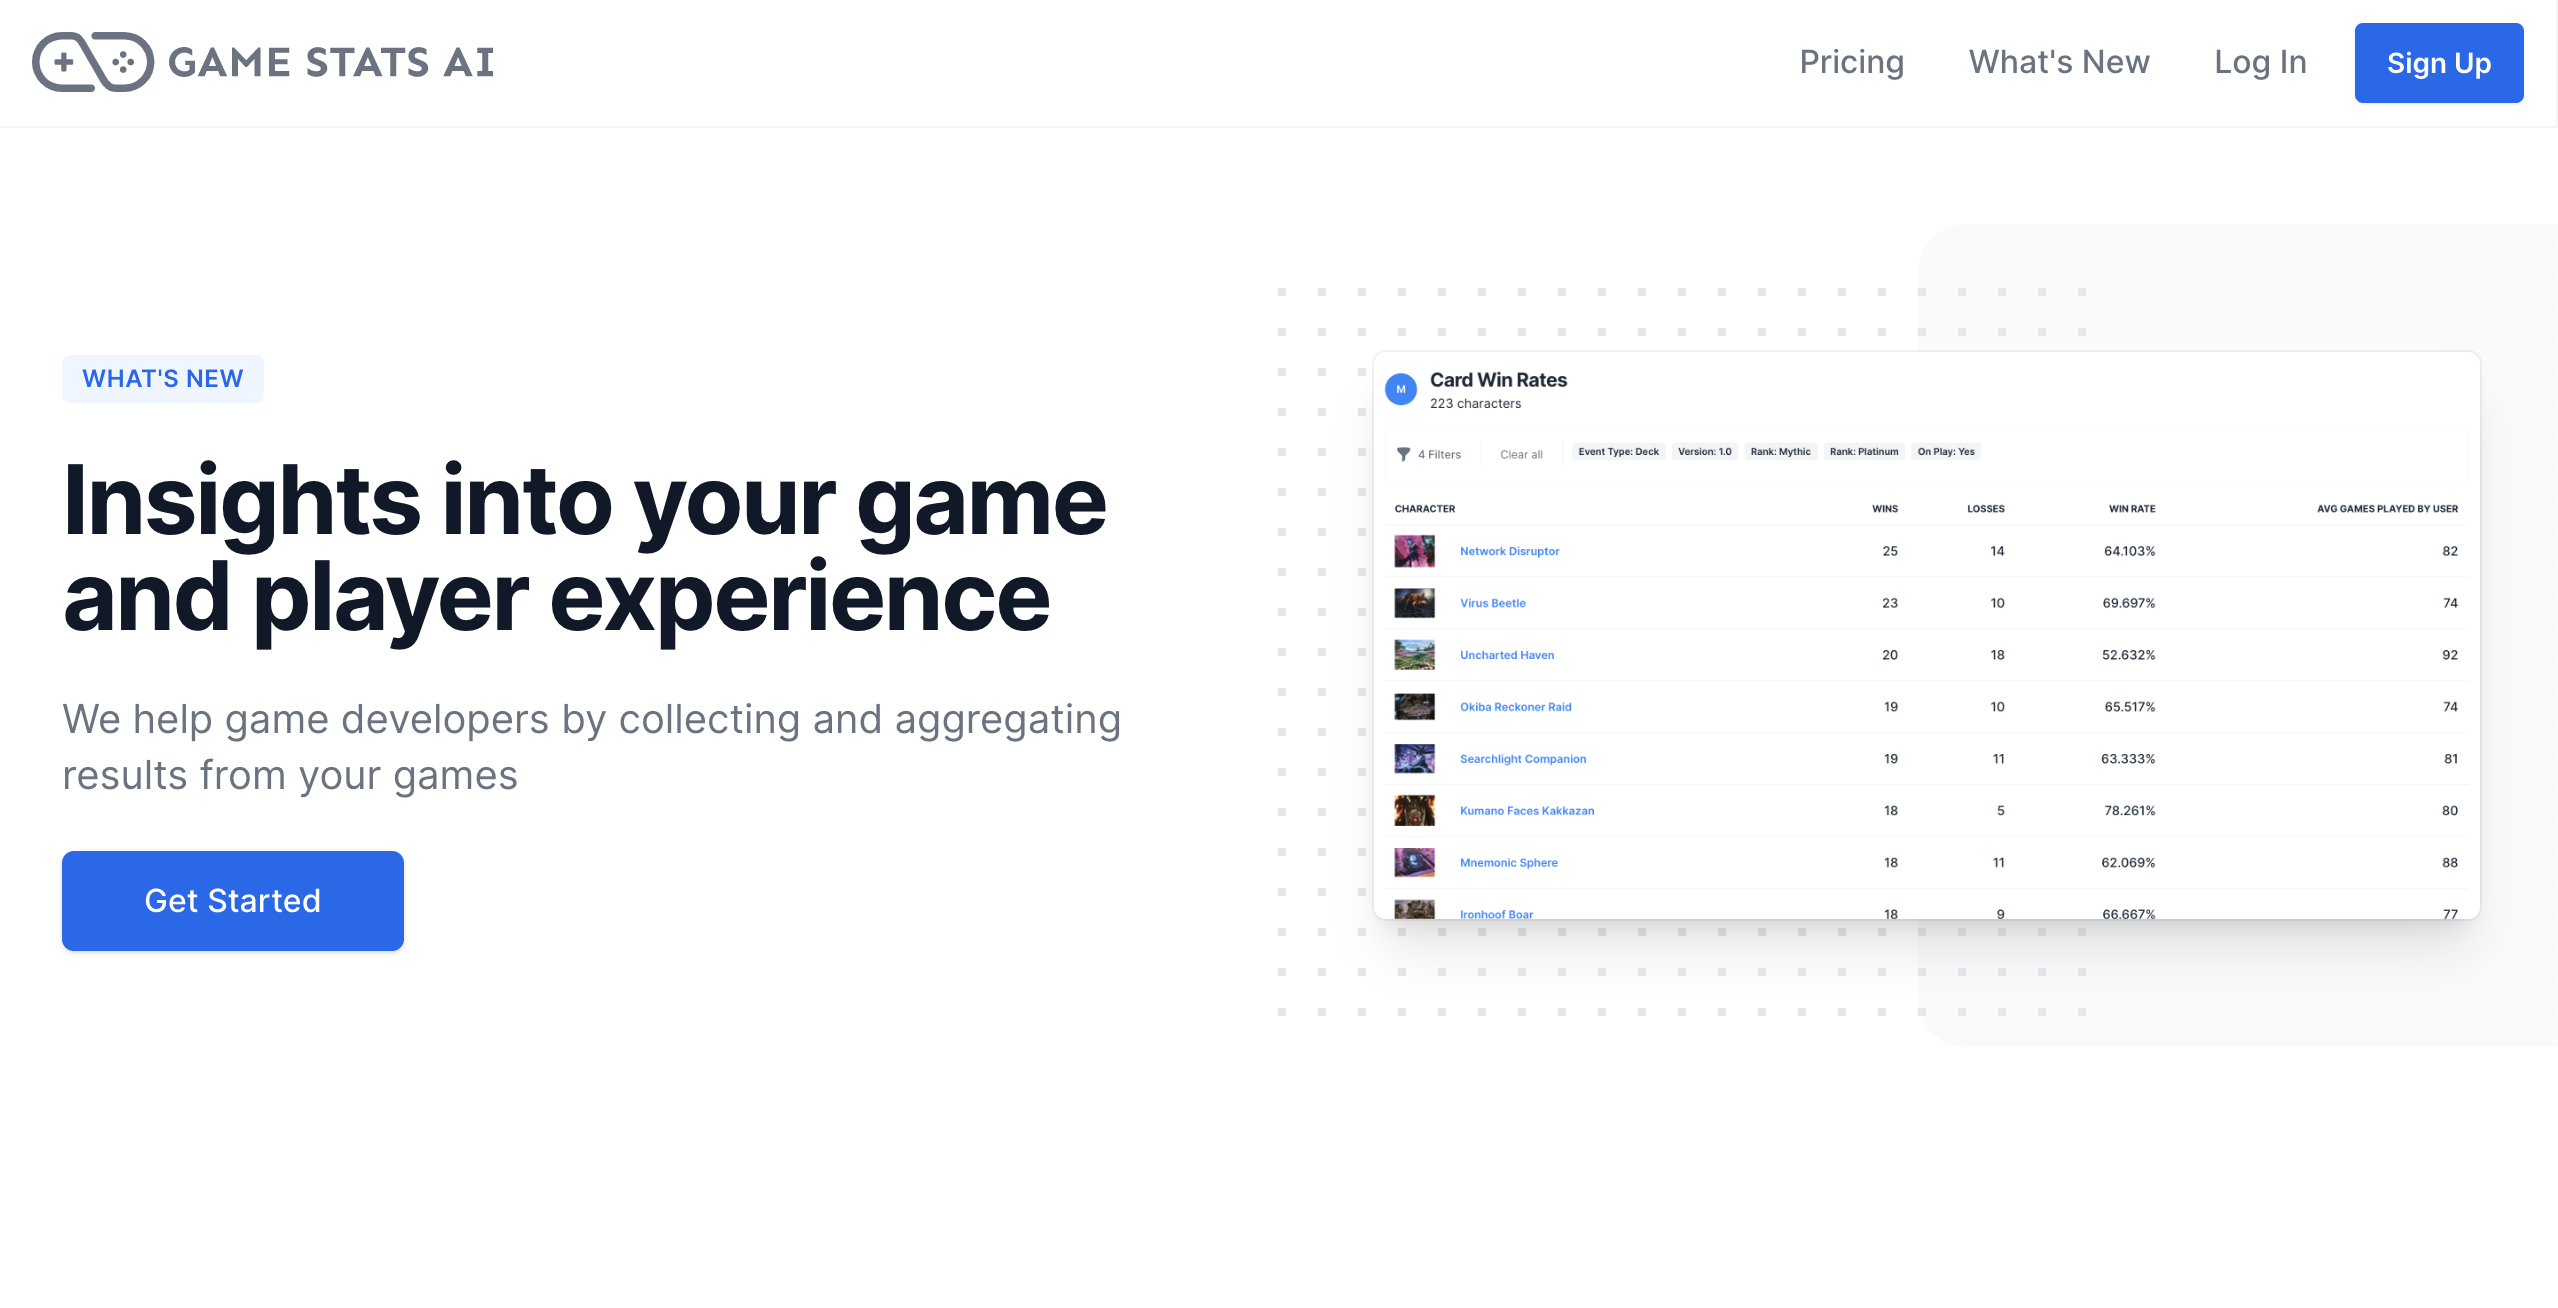 GAME STATS AI
Pricing What's New Log In Sign Up
WHAT'S NEW
Insights into your game
and player experience
We help game developers by collecting and aggregating
results from your games
Get Started
M
Card Win Rates
223 characters
4 Filters Clear all Event Type: Deck Version: 1.0 Rank: Mythic Rank: Platinum On Play: Yes
CHARACTER WINS LOSSES WIN RATE AVG GAMES PLAYED BY USER
Network Disruptor 25 14 64.103% 82
Virus Beetle 23 10 69.697% 74
Uncharted Haven 20 18 52.632% 92
Okiba Reckoner Raid 19 10 65.517% 74
Searchlight Companion 19 11 63.333% 81
Kumano Faces Kakkazan 18 5 78.261% 80
Mnemonic Sphere 18 11 62.069% 88
Ironhoof Boar 18 9 66.667% 77